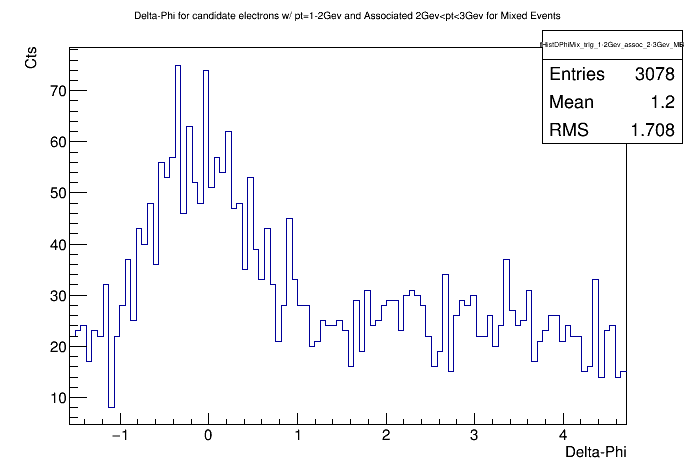 Delta-Phi for candidate electrons w/ pt=1-2Gev and Associated 2Gev<pt<3Gev for Mixed Events
Cts
HistDPhiMix_trig_1-2Gev_assoc_2-3Gev_MB
Entries 3078
Mean 1.2
RMS 1.708
70
60
50
40
30
20
10
−1 0 1 2 3 4
Delta-Phi